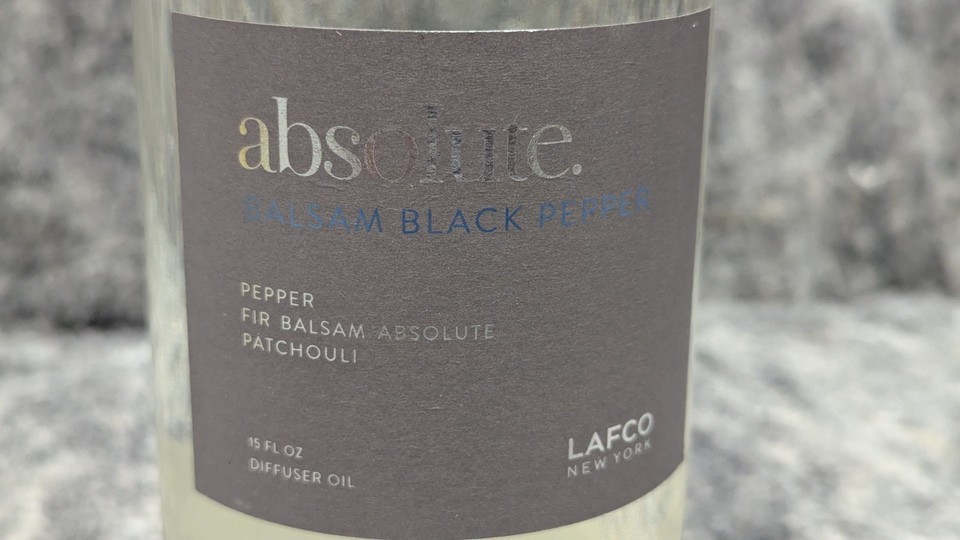 absolute.
BALSAM BLACK PEPPER
PEPPER
FIR BALSAM ABSOLUTE
PATCHOULI
15 FL OZ
DIFFUSER OIL
LAFCO
NEW YORK